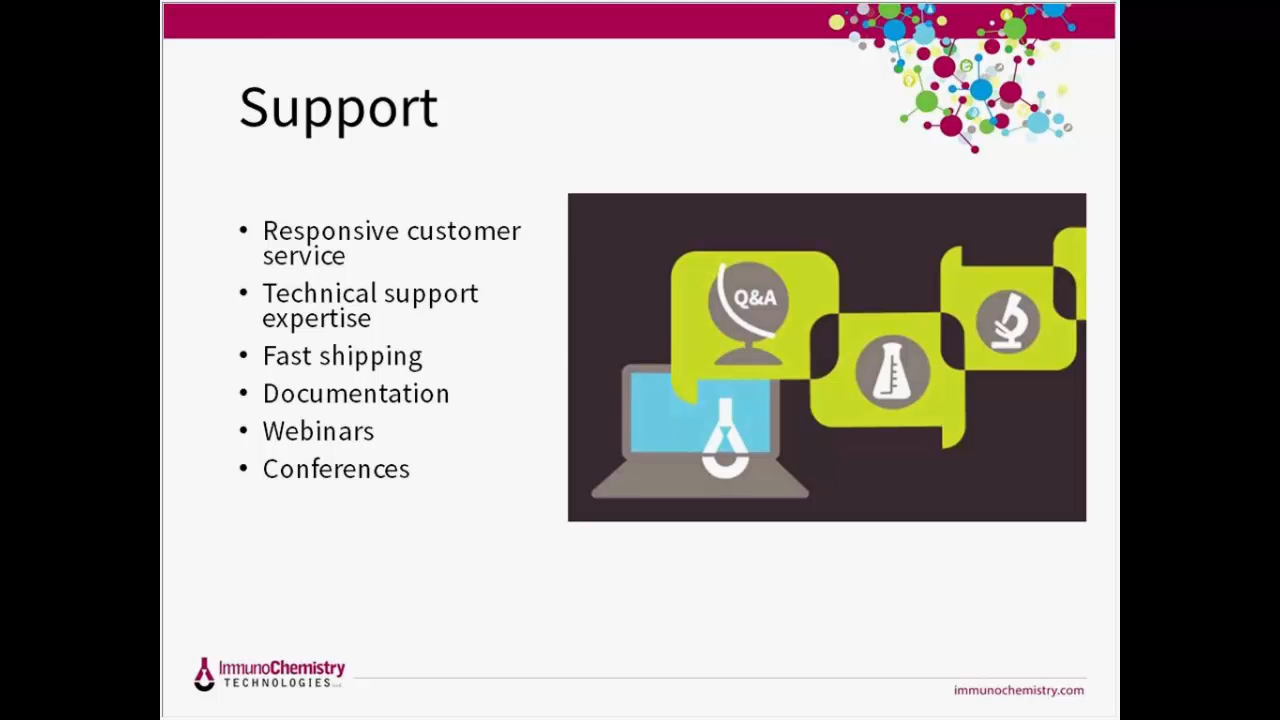 Support
• Responsive customer
service
• Technical support
expertise
• Fast shipping
• Documentation
• Webinars
• Conferences
Q&A
ImmunoChemistry
TECHNOLOGIES
immunochemistry.com